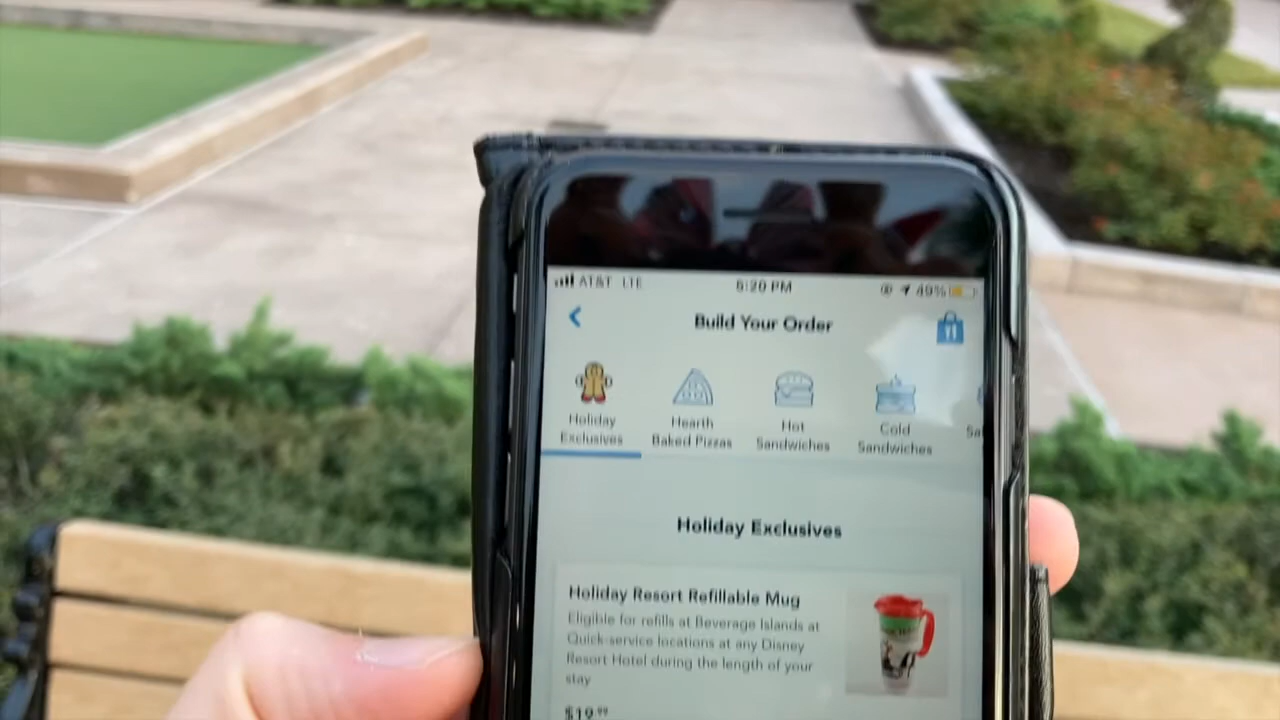 AT&T LTE 5:20 PM 49%
Build Your Order
Holiday Exclusives
Hearth Baked Pizzas
Hot Sandwiches
Cold Sandwiches
Holiday Exclusives
Holiday Resort Refillable Mug
Eligible for refills at Beverage Islands at
Quick-service locations at any Disney
Resort Hotel during the length of your
stay
$19.99